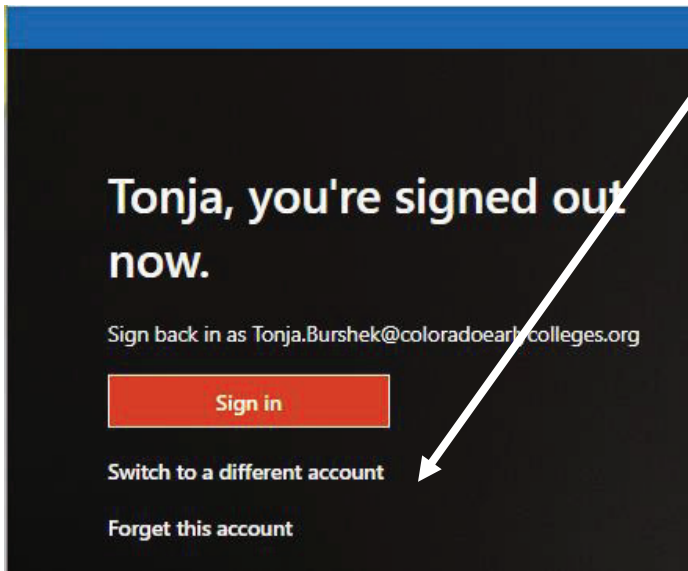 Tonja, you're signed out
now.
Sign back in as Tonja.Burshek@coloradoearlycolleges.org
Sign in
Switch to a different account
Forget this account